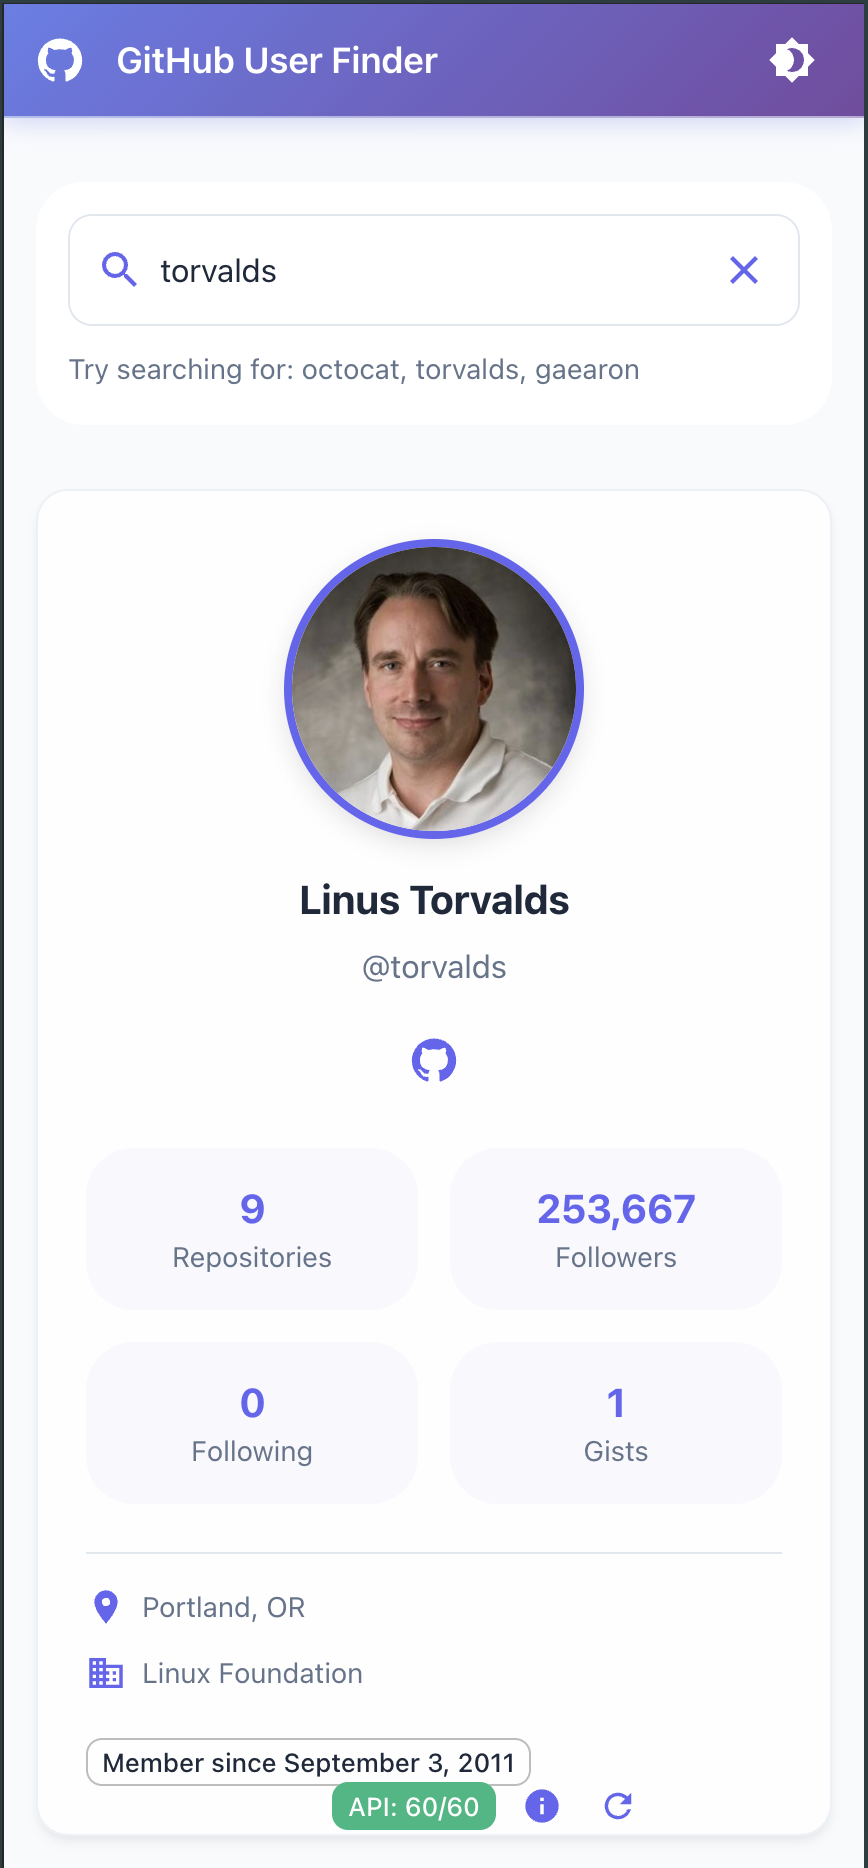 GitHub User Finder
torvalds
Try searching for: octocat, torvalds, gaearon
Linus Torvalds
@torvalds
9
Repositories
253,667
Followers
0
Following
1
Gists
Portland, OR
Linux Foundation
Member since September 3, 2011
API: 60/60